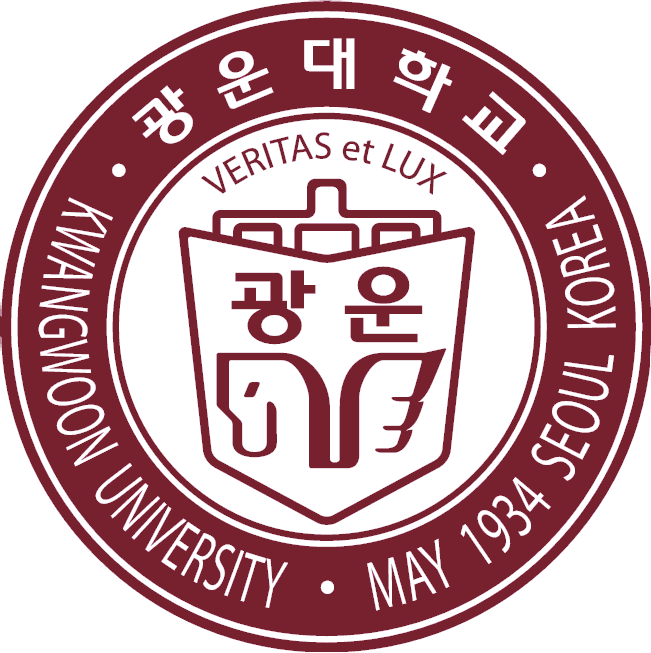 광운대학교
VERITAS et LUX
광운
KWANGWOON UNIVERSITY · MAY 1934 SEOUL KOREA